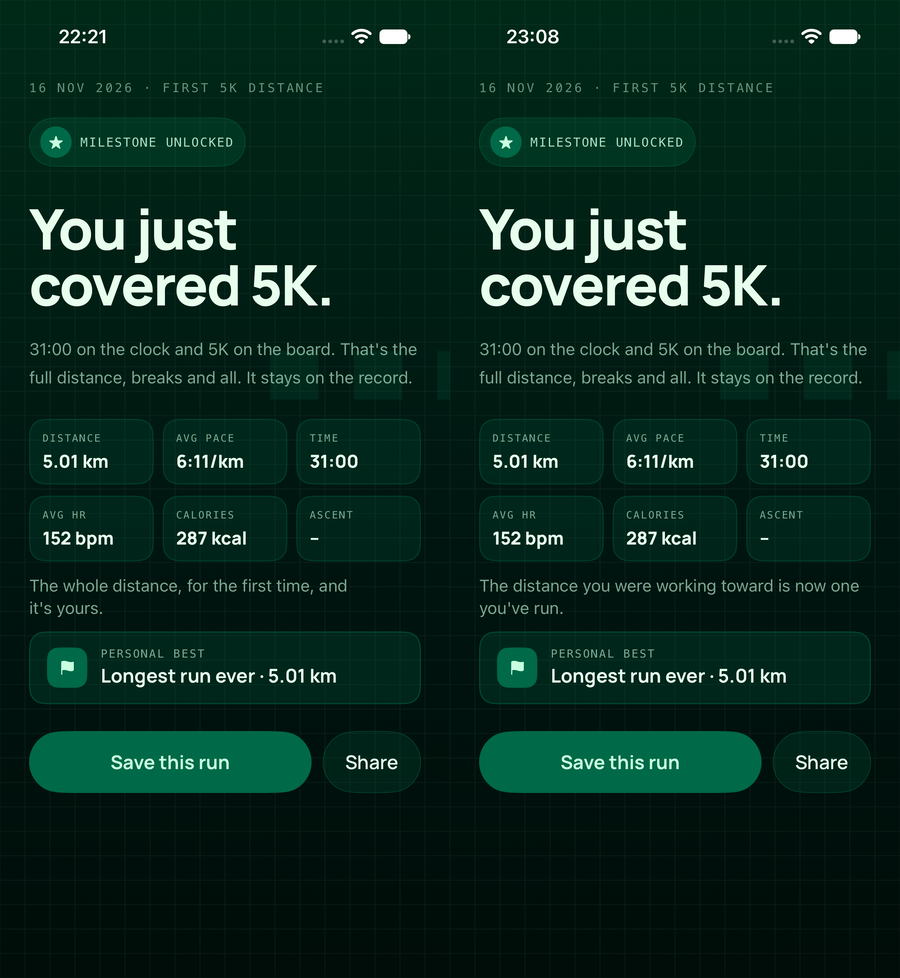 22:21
16 NOV 2026 · FIRST 5K DISTANCE
MILESTONE UNLOCKED
You just
covered 5K.
31:00 on the clock and 5K on the board. That's the
full distance, breaks and all. It stays on the record.
DISTANCE
5.01 km
AVG PACE
6:11/km
TIME
31:00
AVG HR
152 bpm
CALORIES
287 kcal
ASCENT
–
The whole distance, for the first time, and
it's yours.
PERSONAL BEST
Longest run ever · 5.01 km
Save this run
Share
23:08
16 NOV 2026 · FIRST 5K DISTANCE
MILESTONE UNLOCKED
You just
covered 5K.
31:00 on the clock and 5K on the board. That's the
full distance, breaks and all. It stays on the record.
DISTANCE
5.01 km
AVG PACE
6:11/km
TIME
31:00
AVG HR
152 bpm
CALORIES
287 kcal
ASCENT
–
The distance you were working toward is now one
you've run.
PERSONAL BEST
Longest run ever · 5.01 km
Save this run
Share